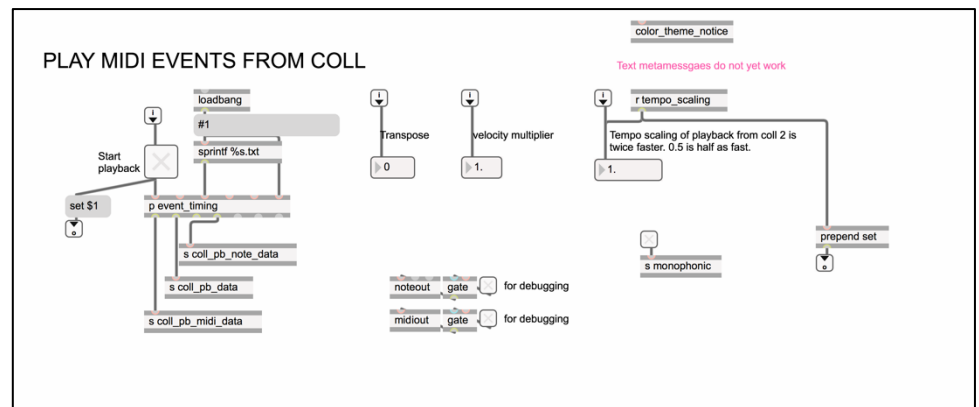 color_theme_notice
PLAY MIDI EVENTS FROM COLL
Text metamessgaes do not yet work
loadbang
#1
sprintf %s.txt
Start
playback
set $1
p event_timing
s coll_pb_note_data
s coll_pb_data
s coll_pb_midi_data
Transpose
0
velocity multiplier
1.
r tempo_scaling
Tempo scaling of playback from coll 2 is
twice faster. 0.5 is half as fast.
1.
prepend set
s monophonic
noteout gate for debugging
midiout gate for debugging